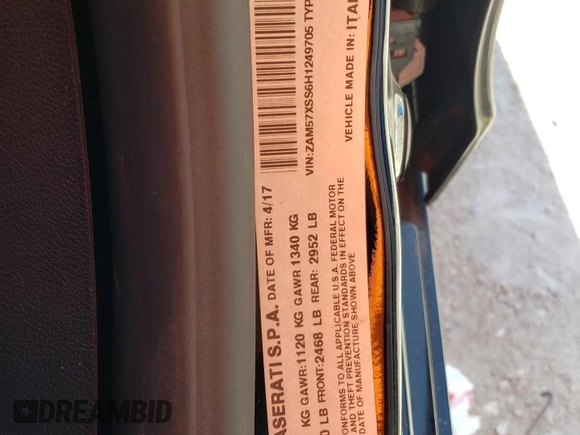 ASERATI S.P.A. DATE OF MFR: 4/17
KG GAWR:1120 KG GAWR 1340 KG
0 LB FRONT:2468 LB REAR: 2952 LB
ONFORMS TO ALL APPLICABLE U.S.A. FEDERAL MOTOR
AND THEFT PREVENTION STANDARDS IN EFFECT ON THE
DATE OF MANUFACTURE SHOWN ABOVE
VIN:ZAM57XSS6H1249705 TYP
VEHICLE MADE IN: ITAL
DREAMBID